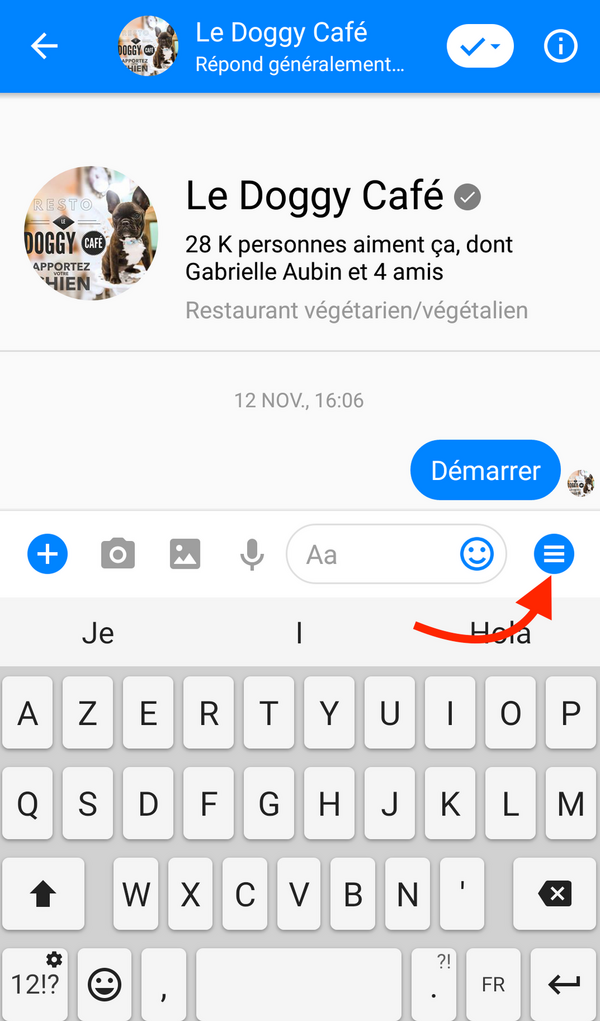 Le Doggy Café
Répond généralement…
RESTO
LE
DOGGY CAFÉ
APPORTEZ
VOTRE
CHIEN
Le Doggy Café
28 K personnes aiment ça, dont
Gabrielle Aubin et 4 amis
Restaurant végétarien/végétalien
12 NOV., 16:06
Démarrer
Aa
Je I Hola
A Z E R T Y U I O P
Q S D F G H J K L M
W X C V B N '
12!? , ?! . FR